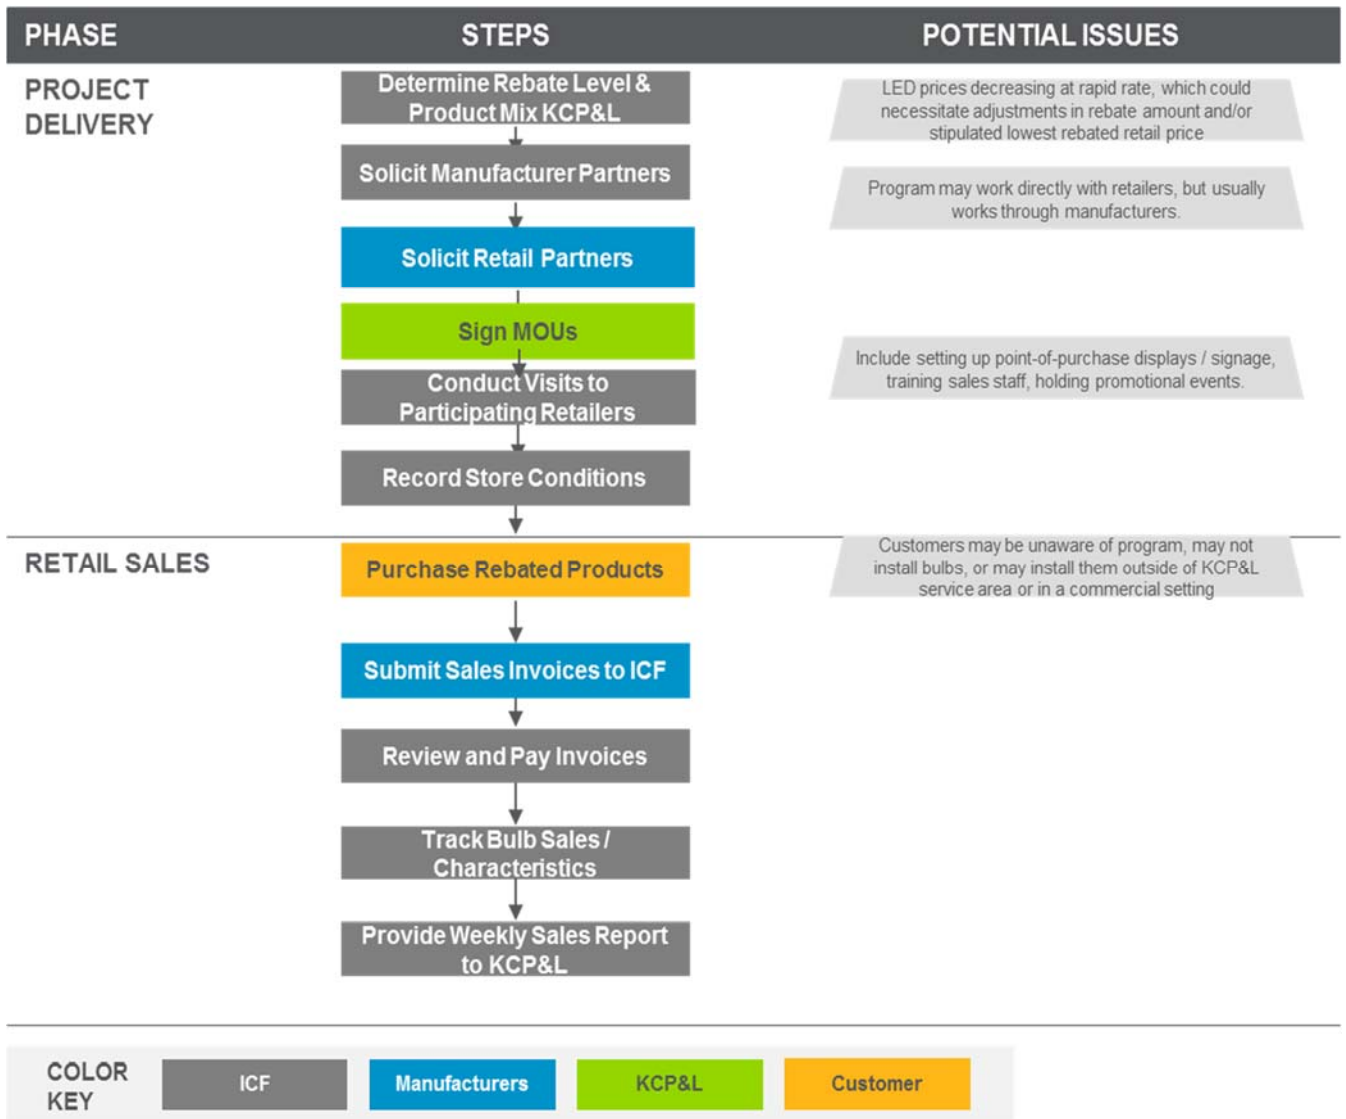 PHASE
STEPS
POTENTIAL ISSUES
PROJECT
DELIVERY
Determine Rebate Level &
Product Mix KCP&L
LED prices decreasing at rapid rate, which could
necessitate adjustments in rebate amount and/or
stipulated lowest rebated retail price
Solicit Manufacturer Partners
Program may work directly with retailers, but usually
works through manufacturers.
Solicit Retail Partners
Sign MOUs
Conduct Visits to
Participating Retailers
Include setting up point-of-purchase displays / signage,
training sales staff, holding promotional events.
Record Store Conditions
RETAIL SALES
Purchase Rebated Products
Customers may be unaware of program, may not
install bulbs, or may install them outside of KCP&L
service area or in a commercial setting
Submit Sales Invoices to ICF
Review and Pay Invoices
Track Bulb Sales /
Characteristics
Provide Weekly Sales Report
to KCP&L
COLOR
KEY
ICF
Manufacturers
KCP&L
Customer